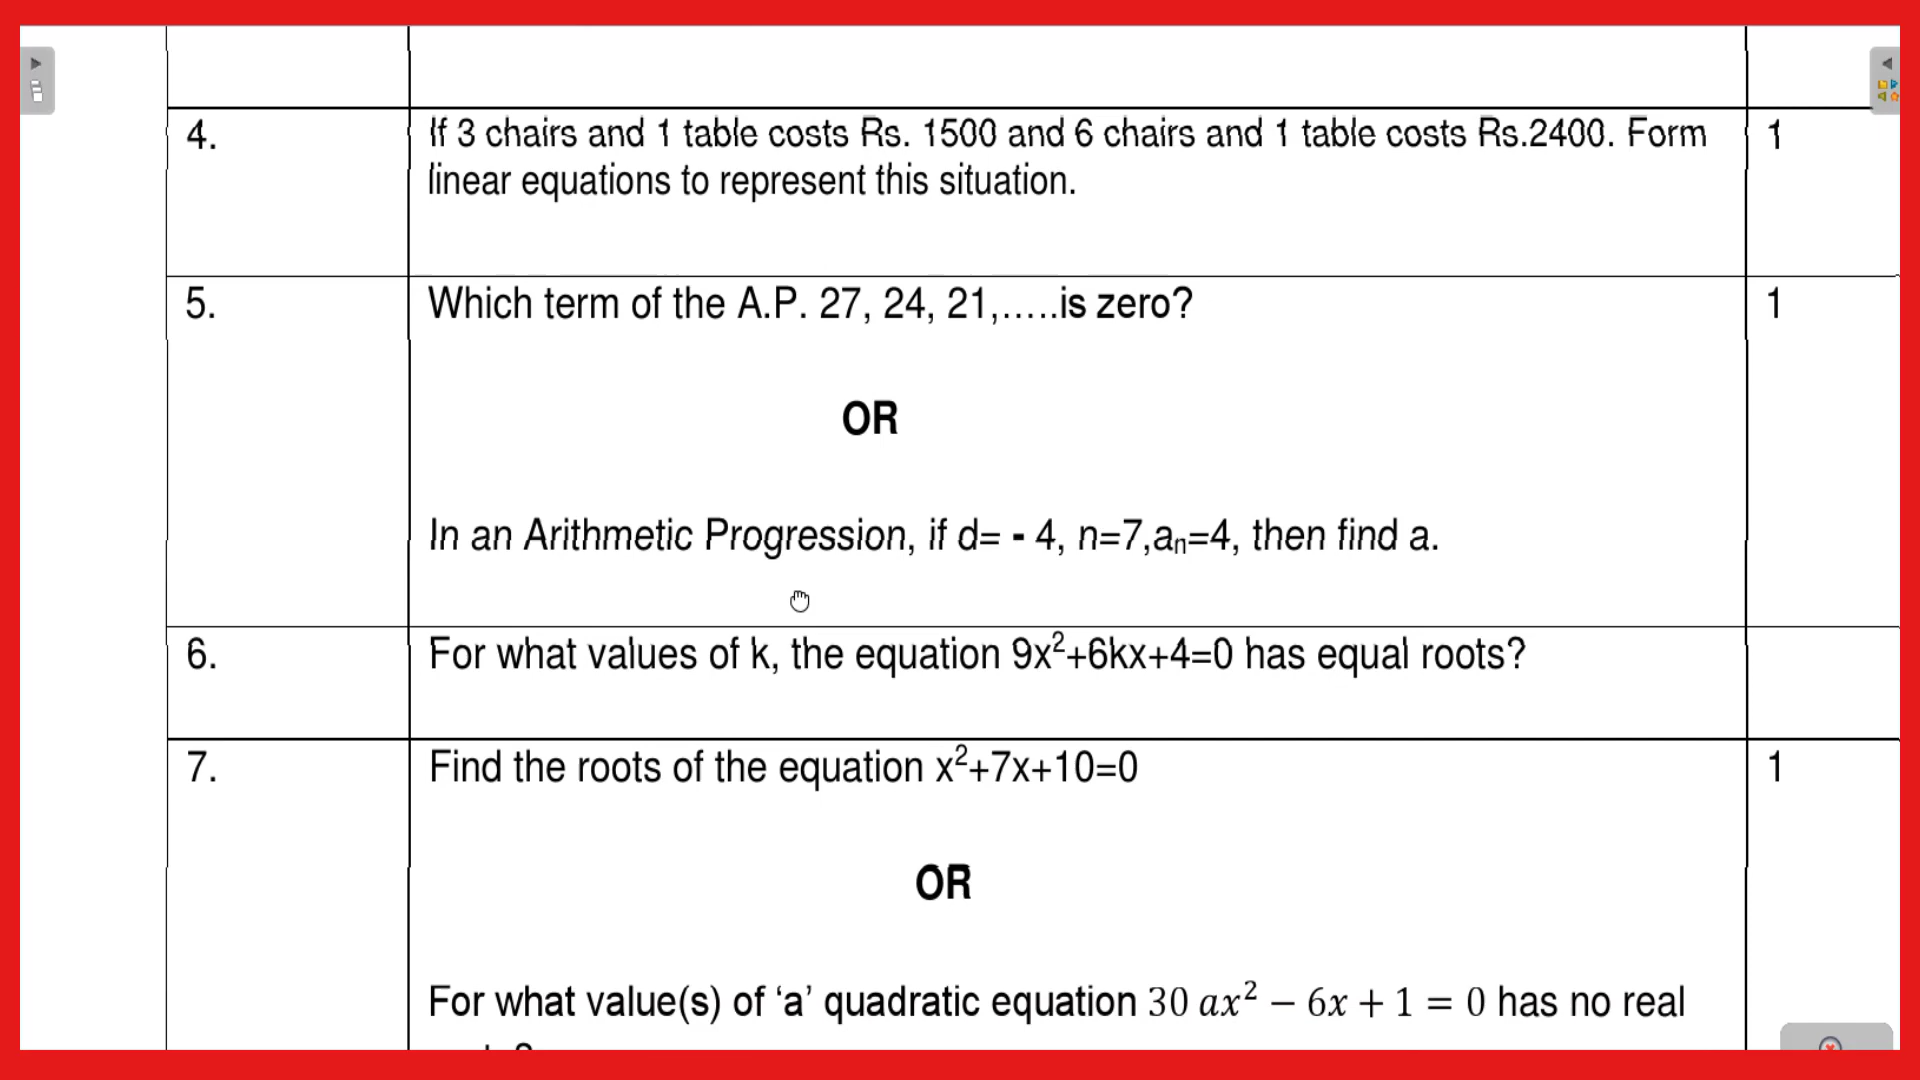 4. If 3 chairs and 1 table costs Rs. 1500 and 6 chairs and 1 table costs Rs.2400. Form 1
linear equations to represent this situation.
5. Which term of the A.P. 27, 24, 21,.....is zero? 1
OR
In an Arithmetic Progression, if d= - 4, n=7,aₙ=4, then find a.
6. For what values of k, the equation 9x²+6kx+4=0 has equal roots?
7. Find the roots of the equation x²+7x+10=0 1
OR
For what value(s) of ‘a’ quadratic equation 30 𝑎𝑥² − 6𝑥 + 1 = 0 has no real